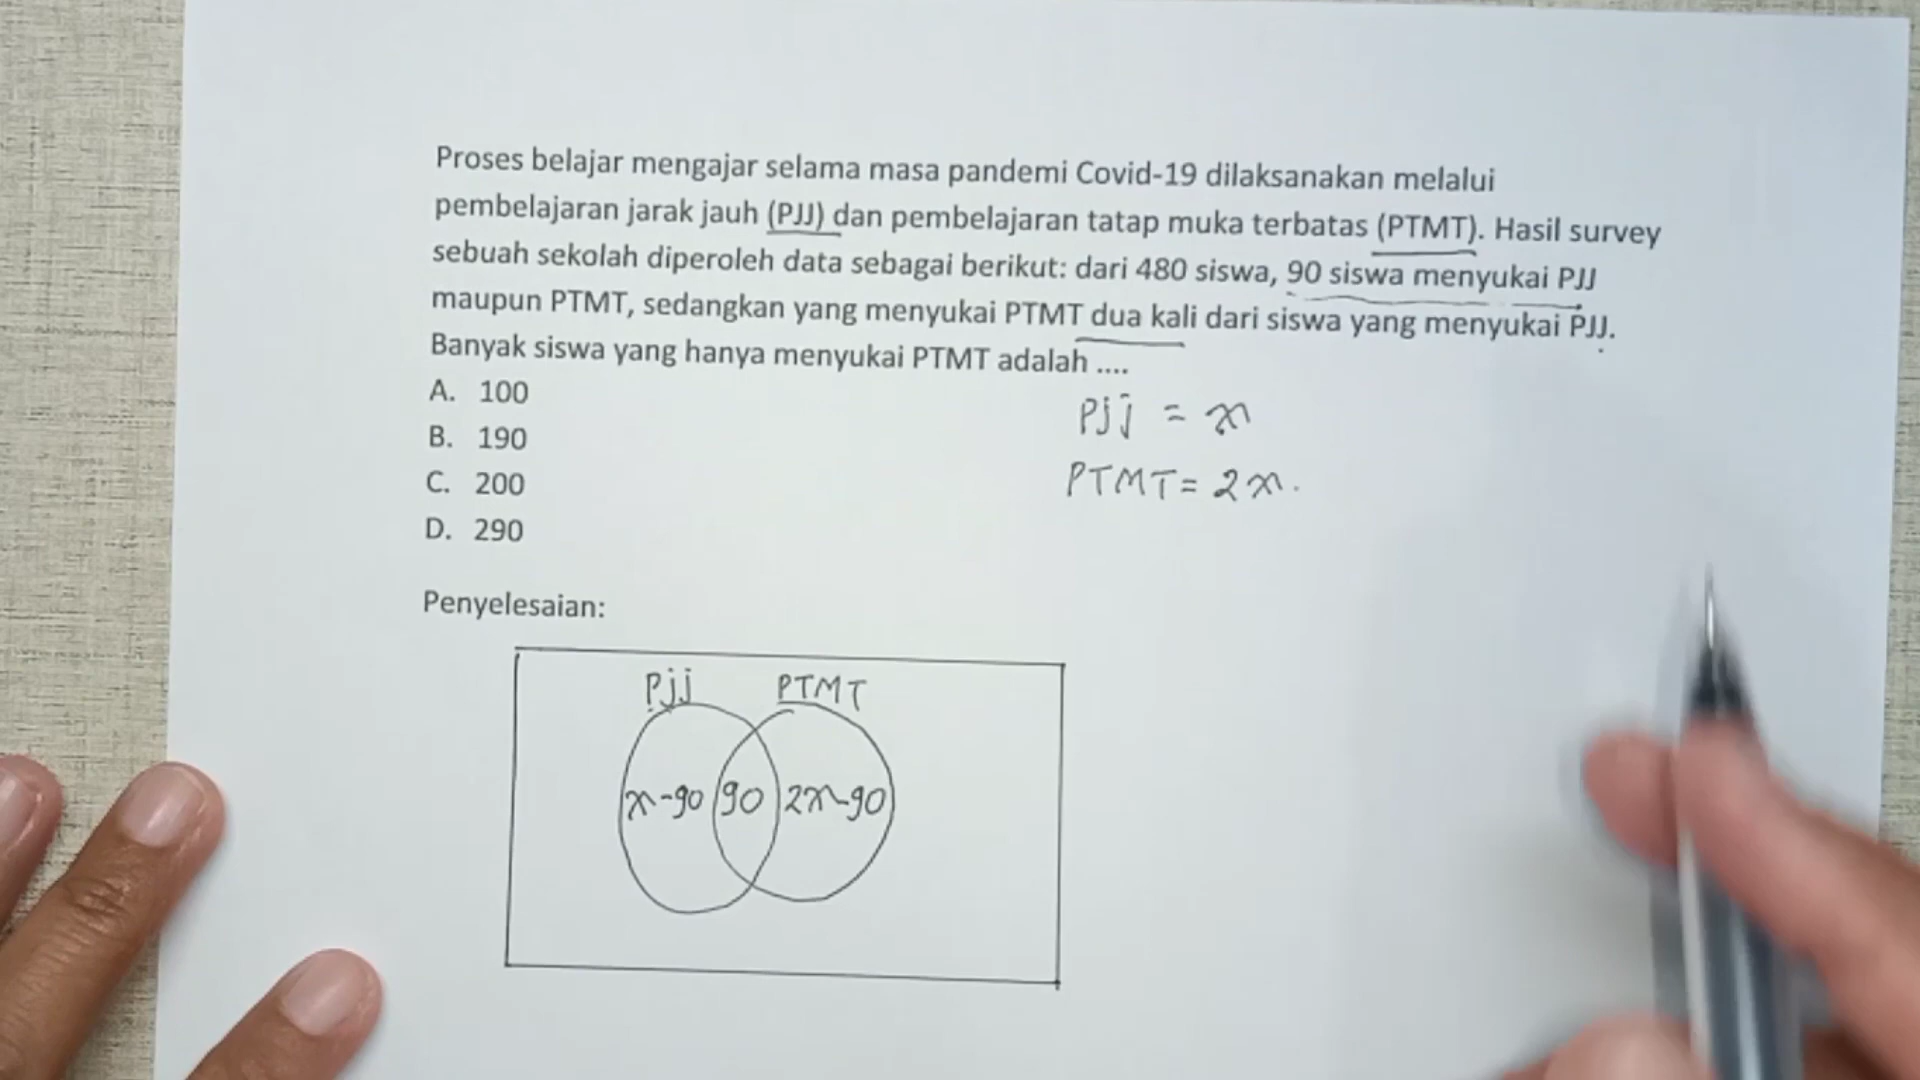 Proses belajar mengajar selama masa pandemi Covid-19 dilaksanakan melalui
pembelajaran jarak jauh (PJJ) dan pembelajaran tatap muka terbatas (PTMT). Hasil survey
sebuah sekolah diperoleh data sebagai berikut: dari 480 siswa, 90 siswa menyukai PJJ
maupun PTMT, sedangkan yang menyukai PTMT dua kali dari siswa yang menyukai PJJ.
Banyak siswa yang hanya menyukai PTMT adalah ....
A. 100
B. 190
C. 200
D. 290
Pjj = x
PTMT = 2x.
Penyelesaian:
Pjj PTMT
x-90 90 2x-90